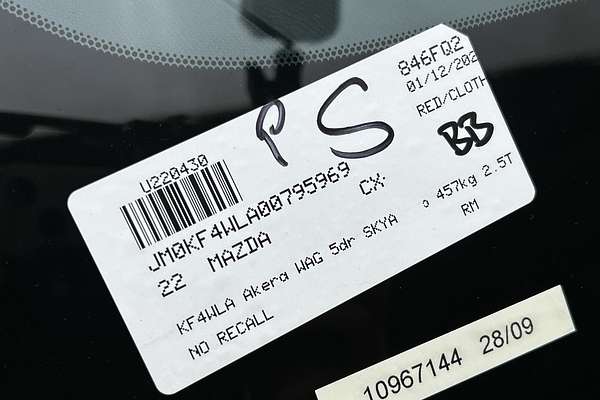 846FQ2
01/12/202
RED/CLOTH
PS
BB
U220430
JM0KF4WLA00795969 CX-
22 MAZDA
KF4WLA Akera WAG 5dr SKYA 457kg 2.5T
RM
NO RECALL
10967144 28/09